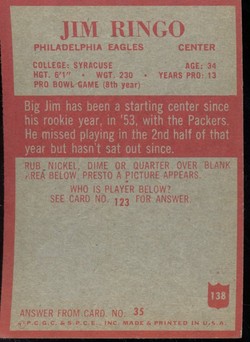 JIM RINGO
PHILADELPHIA EAGLES CENTER
COLLEGE: SYRACUSE AGE: 34
HGT. 6'1" · WGT. 230 · YEARS PRO: 13
PRO BOWL GAME (8th year)
Big Jim has been a starting center since
his rookie year, in '53, with the Packers.
He missed playing in the 2nd half of that
year but hasn't sat out since.
RUB NICKEL, DIME OR QUARTER OVER BLANK
AREA BELOW, PRESTO A PICTURE APPEARS.
WHO IS PLAYER BELOW?
SEE CARD NO. 123 FOR ANSWER
138
ANSWER FROM CARD NO. 35
P.C.G.C. & S.P.C.E., INC. MADE & PRINTED IN U.S.A.